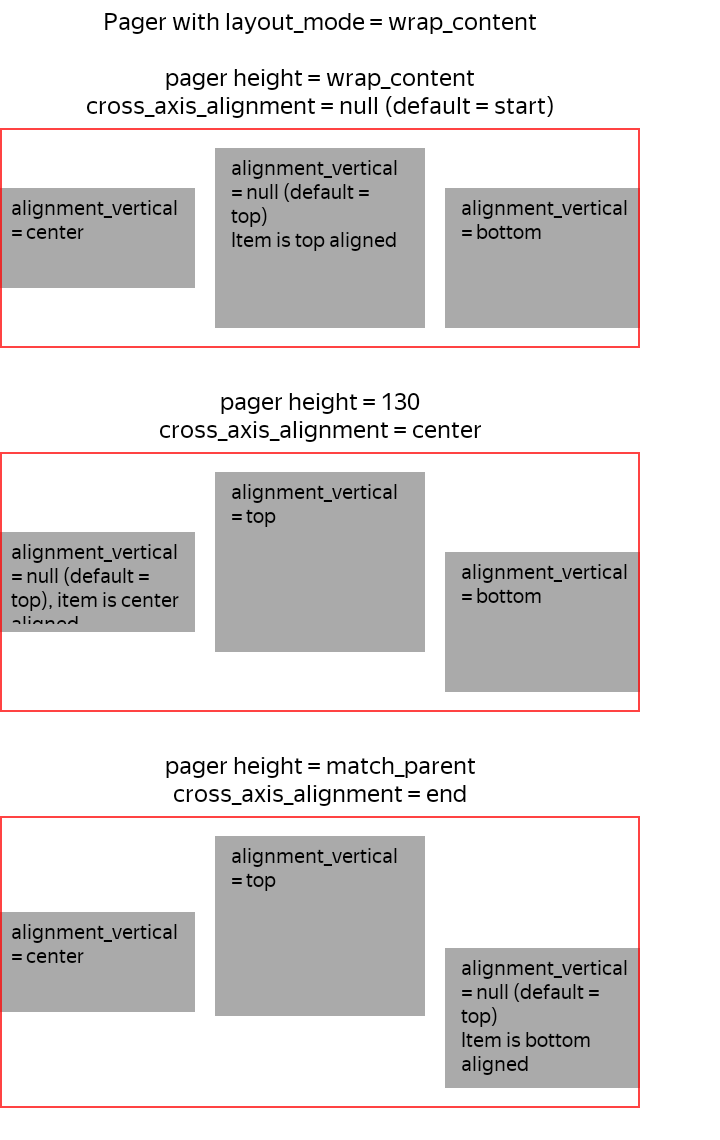 Pager with layout_mode = wrap_content
pager height = wrap_content
cross_axis_alignment = null (default = start)
alignment_vertical
= center
alignment_vertical
= null (default =
top)
Item is top aligned
alignment_vertical
= bottom
pager height = 130
cross_axis_alignment = center
alignment_vertical
= null (default =
top), item is center
aligned
alignment_vertical
= top
alignment_vertical
= bottom
pager height = match_parent
cross_axis_alignment = end
alignment_vertical
= center
alignment_vertical
= top
alignment_vertical
= null (default =
top)
Item is bottom
aligned